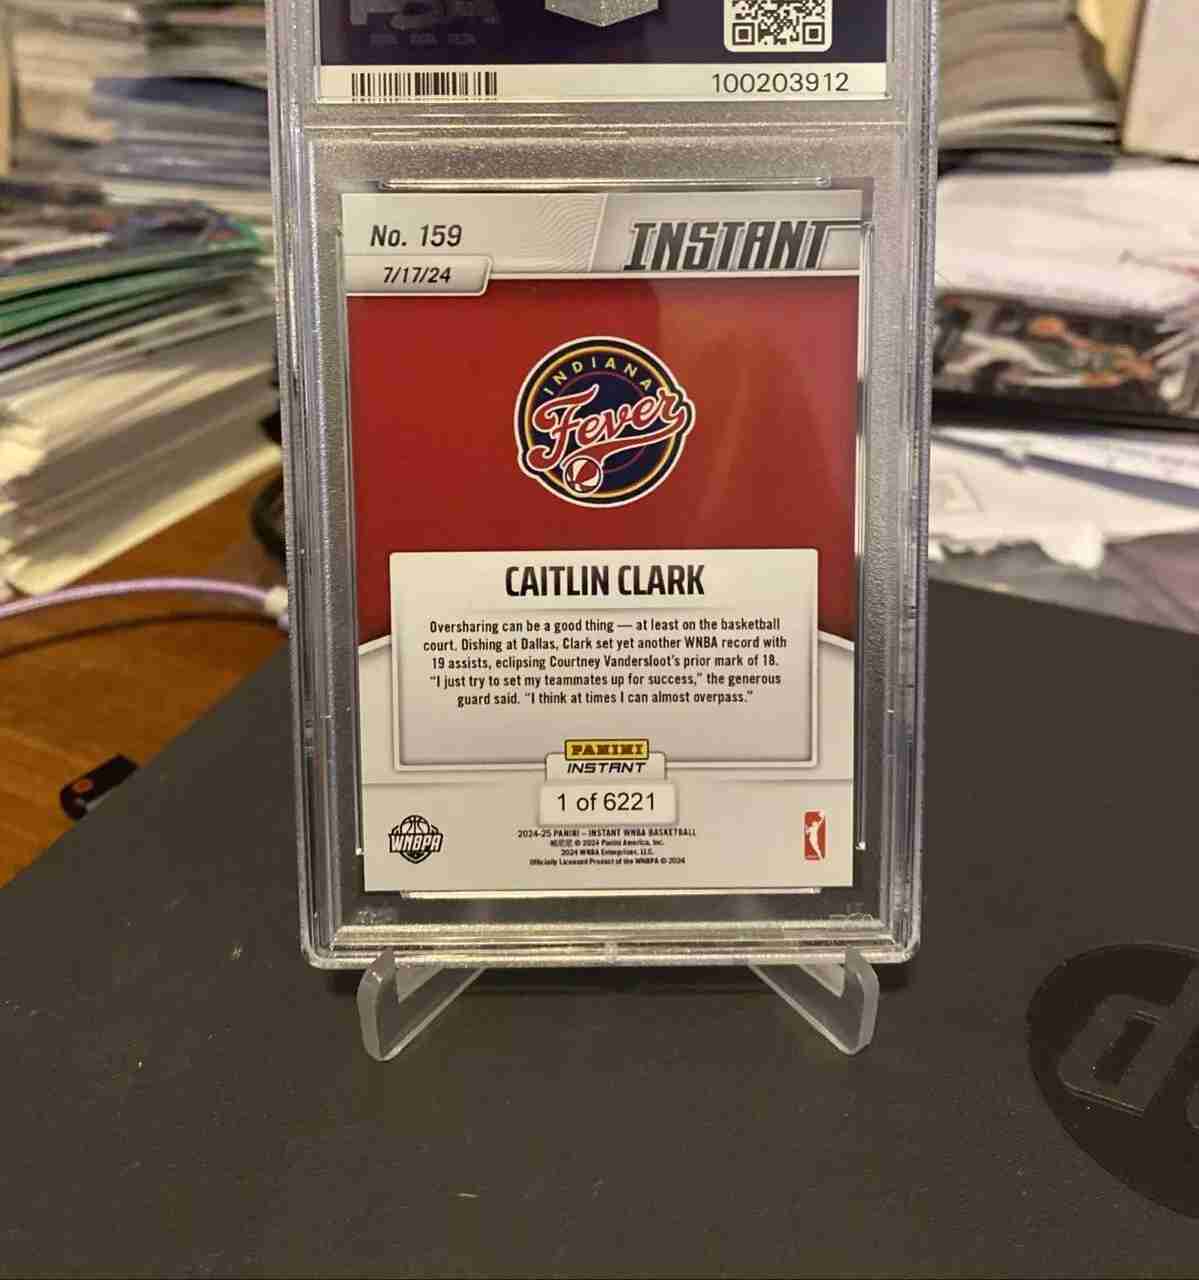 100203912
No. 159
INSTANT
7/17/24
INDIANA
Fever
CAITLIN CLARK
Oversharing can be a good thing — at least on the basketball
court. Dishing at Dallas, Clark set yet another WNBA record with
19 assists, eclipsing Courtney Vandersloot's prior mark of 18.
"I just try to set my teammates up for success," the generous
guard said. "I think at times I can almost overpass."
PANINI
INSTANT
1 of 6221
WNBPA
2024-25 PANINI – INSTANT WNBA BASKETBALL
© 2024 Panini America, Inc.
2024 WNBA Enterprises, LLC.
Officially Licensed Product of the WNBPA © 2024